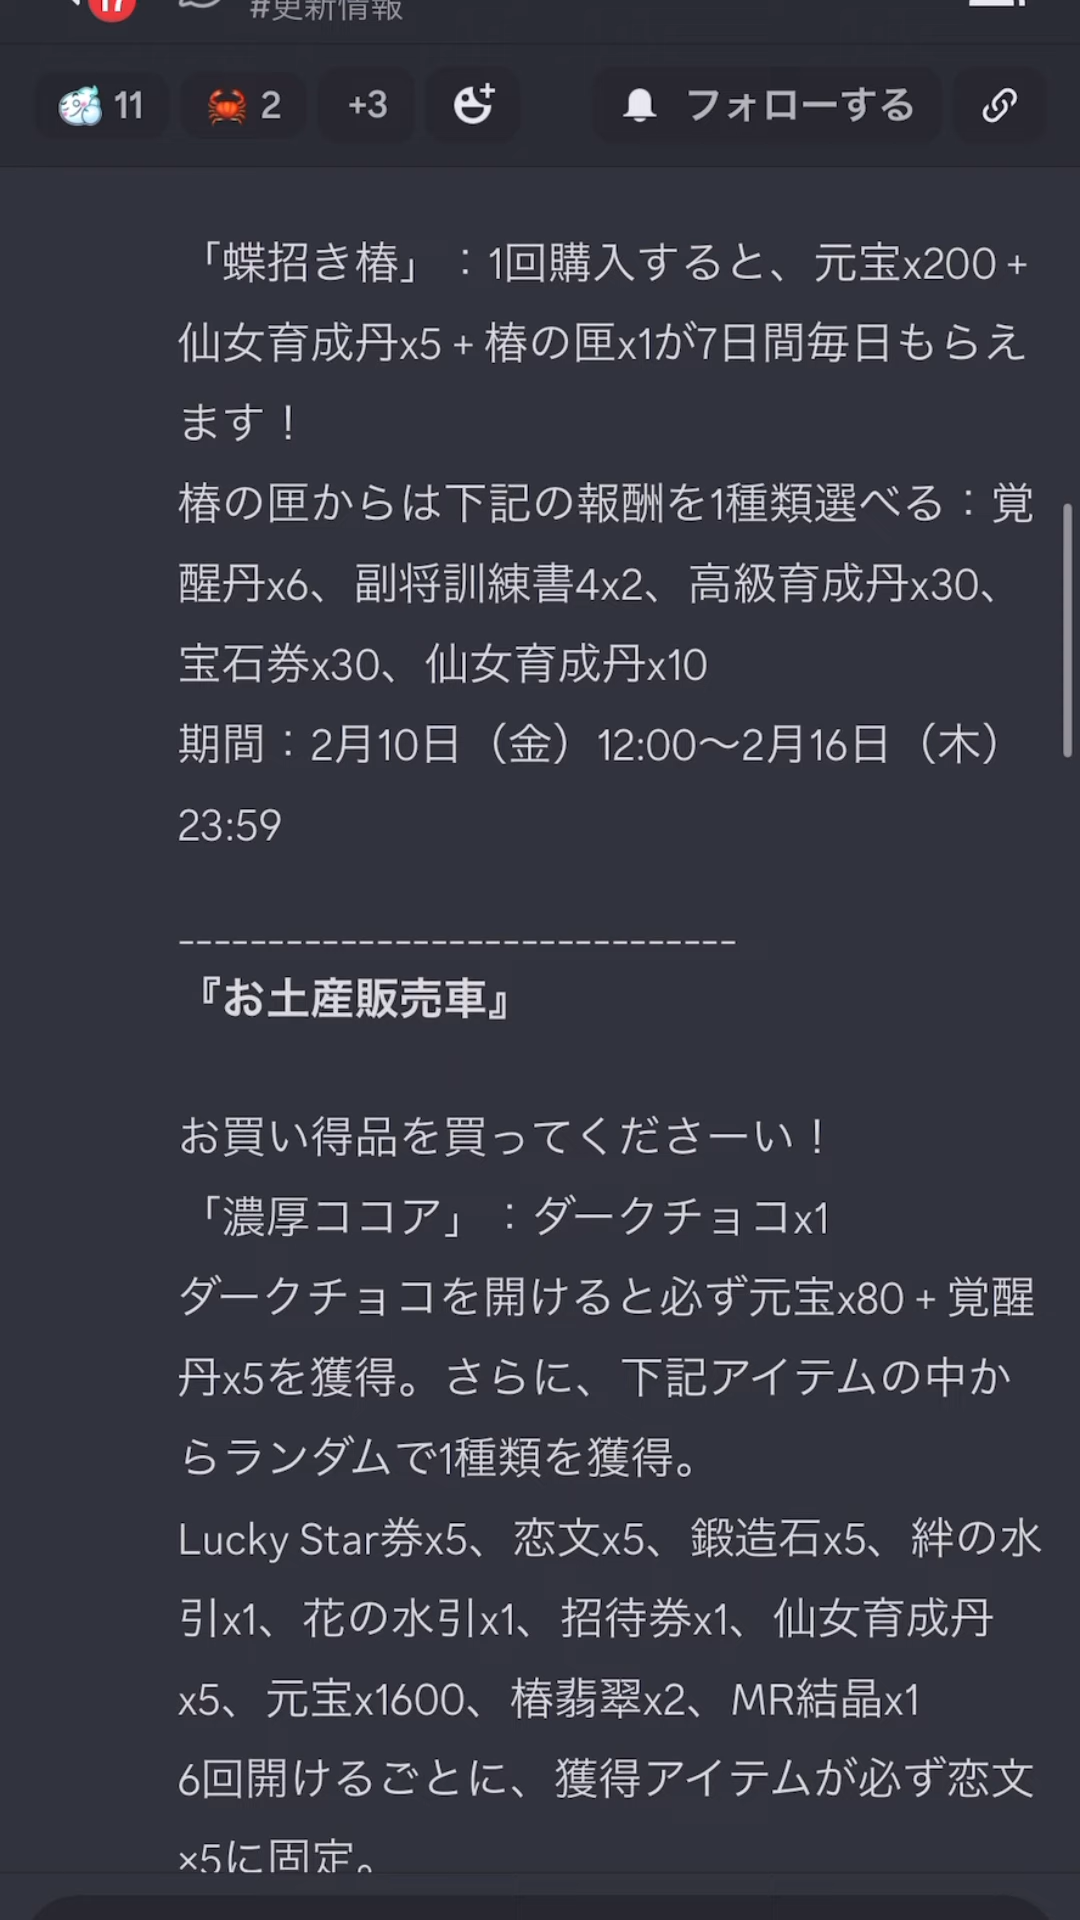 17
#更新情報
11
2
+3
フォローする
「蝶招き椿」：1回購入すると、元宝x200 +
仙女育成丹x5 + 椿の匣x1が7日間毎日もらえ
ます！
椿の匣からは下記の報酬を1種類選べる：覚
醒丹x6、副将訓練書4x2、高級育成丹x30、
宝石券x30、仙女育成丹x10
期間：2月10日（金）12:00〜2月16日（木）
23:59
-------------------------------
『お土産販売車』
お買い得品を買ってくださーい！
「濃厚ココア」：ダークチョコx1
ダークチョコを開けると必ず元宝x80 + 覚醒
丹x5を獲得。さらに、下記アイテムの中か
らランダムで1種類を獲得。
Lucky Star券x5、恋文x5、鍛造石x5、絆の水
引x1、花の水引x1、招待券x1、仙女育成丹
x5、元宝x1600、椿翡翠x2、MR結晶x1
6回開けるごとに、獲得アイテムが必ず恋文
×5に固定。